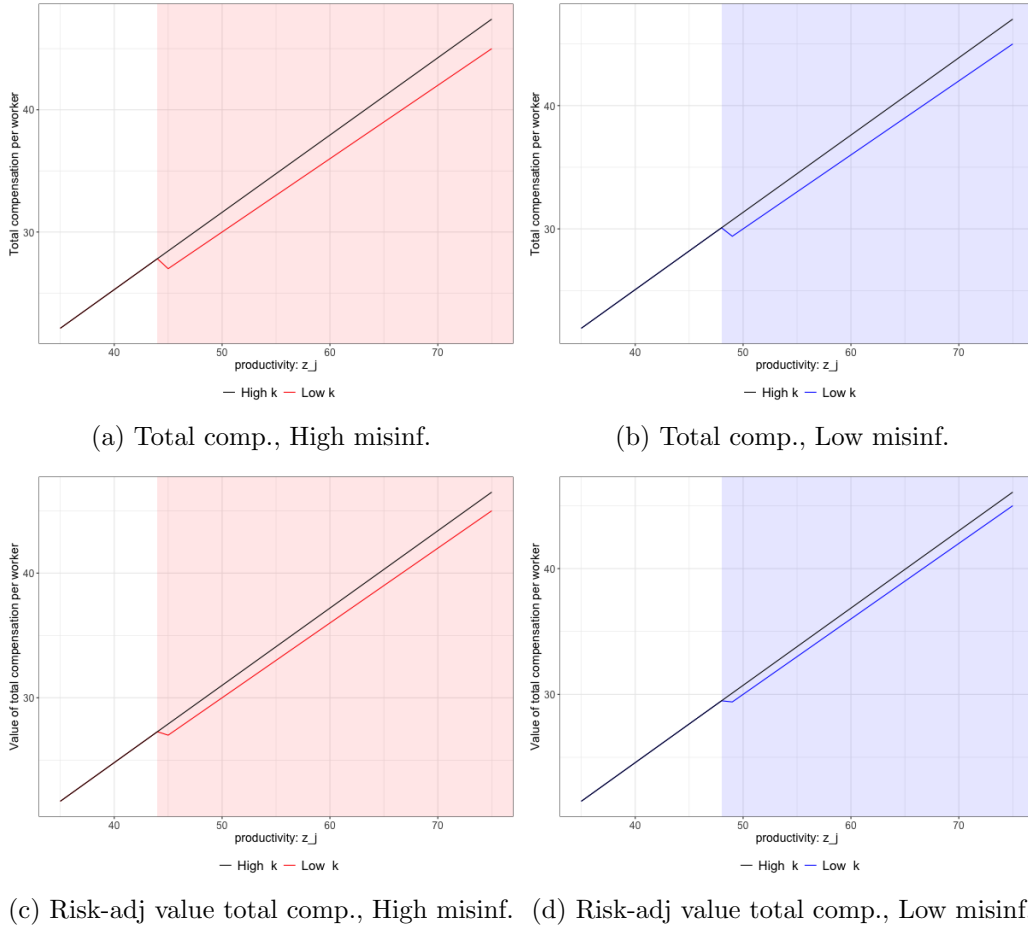 Total compensation per worker
40
30
40 50 60 70
productivity: z_j
High k Low k
(a) Total comp., High misinf.
Total compensation per worker
40
30
40 50 60 70
productivity: z_j
High k Low k
(b) Total comp., Low misinf.
Value of total compensation per worker
40
30
40 50 60 70
productivity: z_j
High k Low k
(c) Risk-adj value total comp., High misinf.
Value of total compensation per worker
40
30
40 50 60 70
productivity: z_j
High k Low k
(d) Risk-adj value total comp., Low misinf